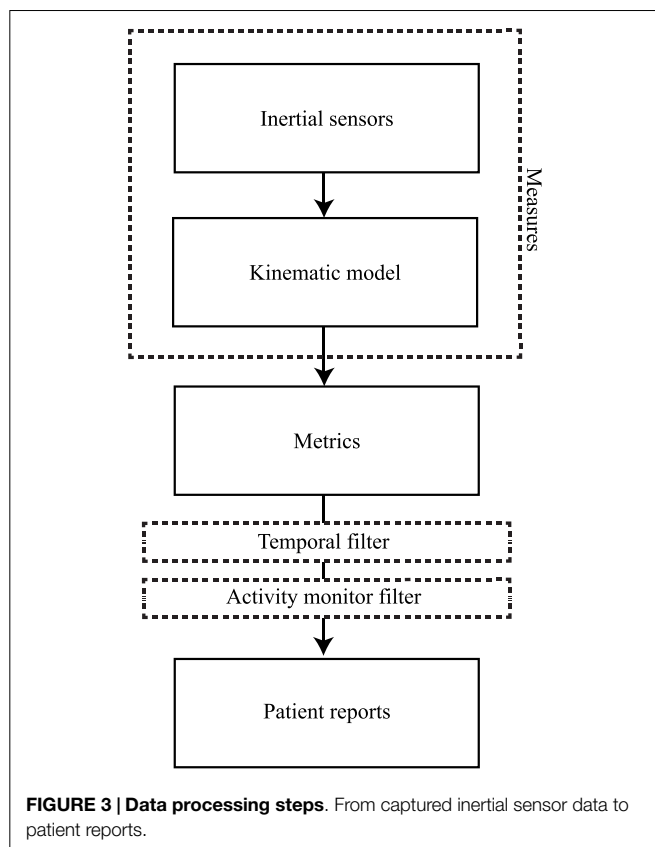 Inertial sensors
Measures
Kinematic model
Metrics
Temporal filter
Activity monitor filter
Patient reports
FIGURE 3 | Data processing steps. From captured inertial sensor data to
patient reports.